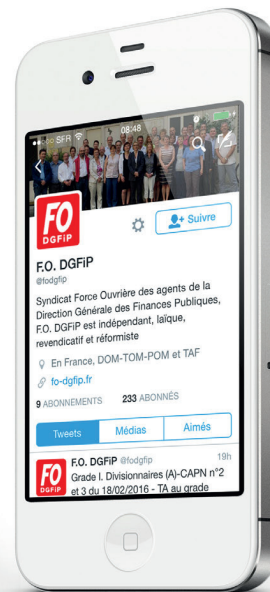 SFR 08:48
FO
DGFiP
Suivre
F.O. DGFiP
@fodgfip
Syndicat Force Ouvrière des agents de la
Direction Générale des Finances Publiques,
F.O. DGFiP est indépendant, laïque,
revendicatif et réformiste
En France, DOM-TOM-POM et TAF
fo-dgfip.fr
9 ABONNEMENTS 233 ABONNÉS
Tweets Médias Aimés
FO
DGFiP
F.O. DGFiP @fodgfip 19h
Grade I. Divisionnaires (A)-CAPN n°2
et 3 du 18/02/2016 - TA au grade